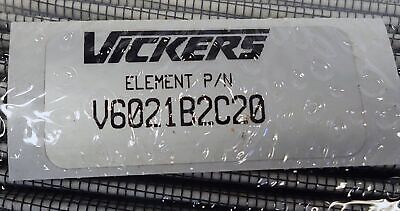 VICKERS
ELEMENT P/N
V6021B2C20